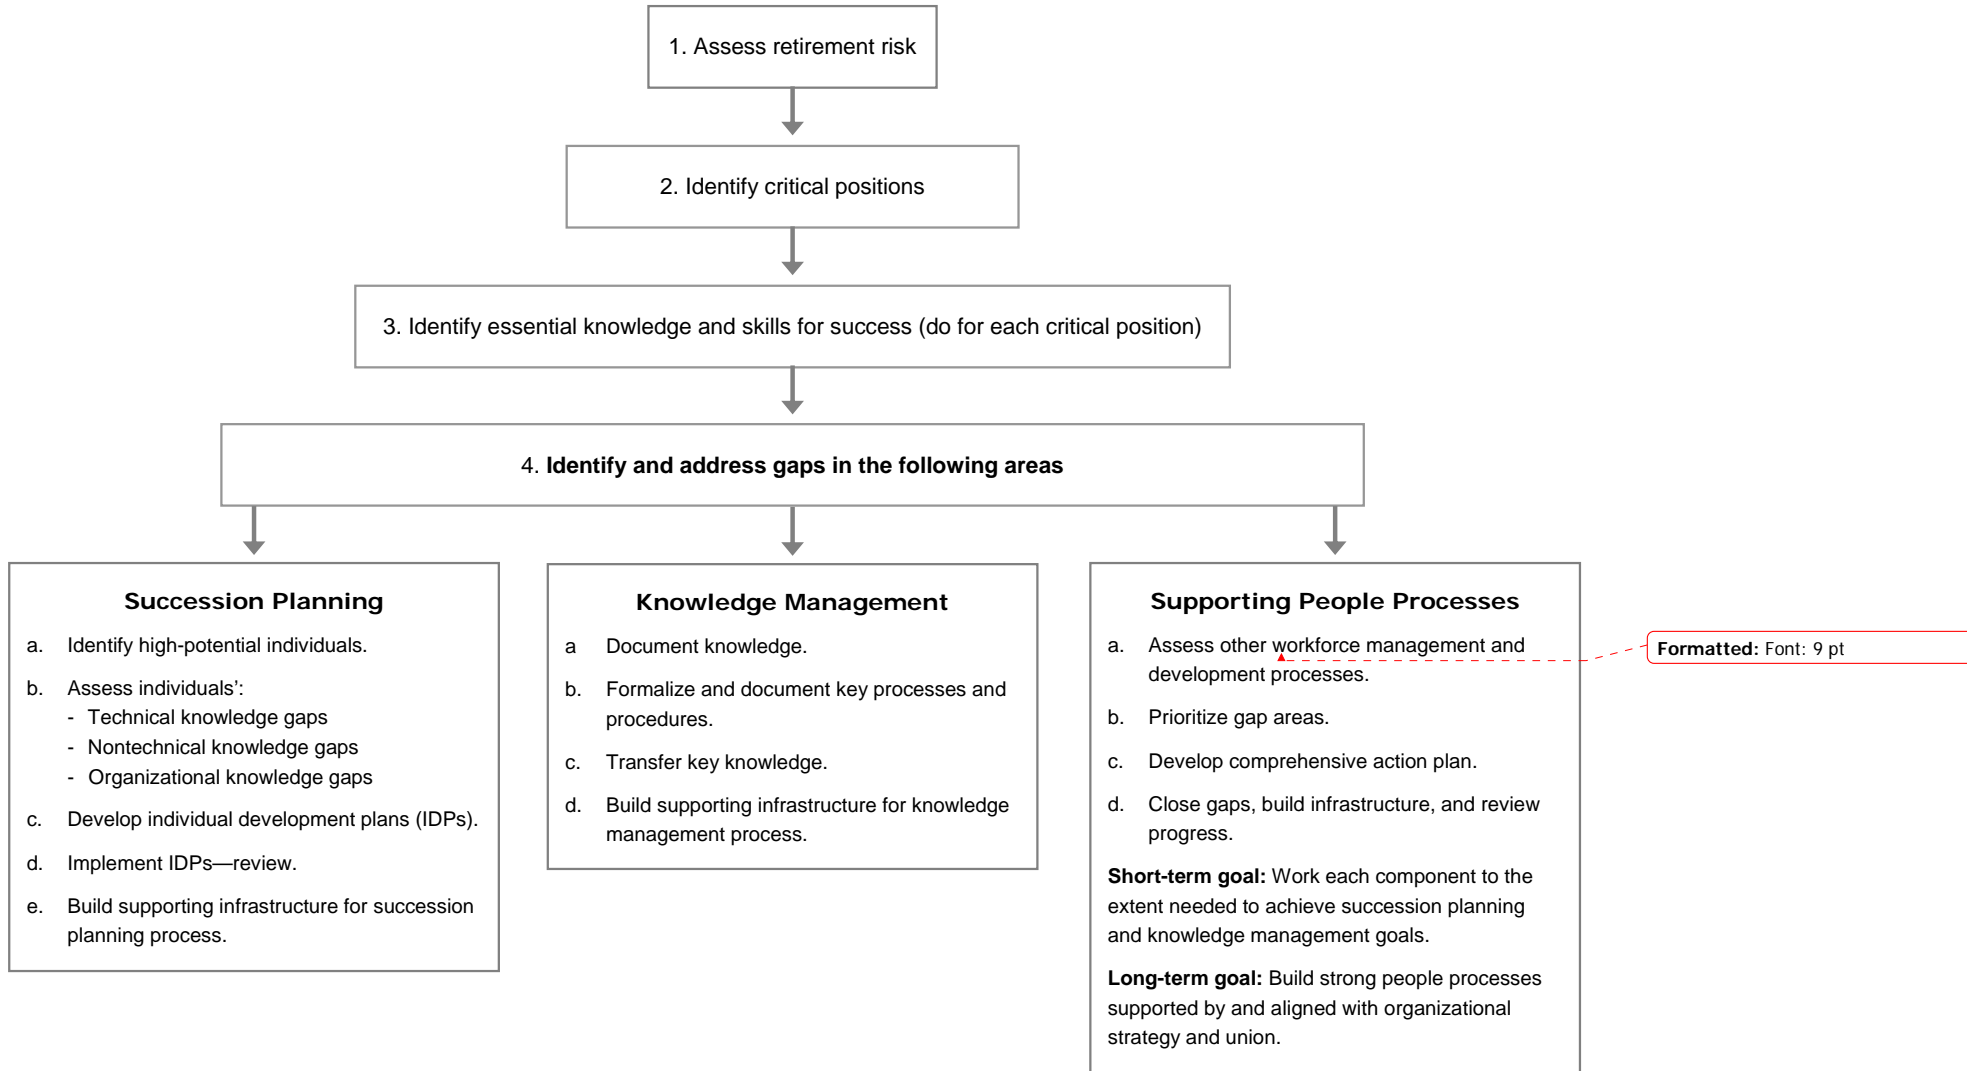 1. Assess retirement risk
2. Identify critical positions
3. Identify essential knowledge and skills for success (do for each critical position)
4. Identify and address gaps in the following areas
Succession Planning
a. Identify high-potential individuals.
b. Assess individuals’:
- Technical knowledge gaps
- Nontechnical knowledge gaps
- Organizational knowledge gaps
c. Develop individual development plans (IDPs).
d. Implement IDPs—review.
e. Build supporting infrastructure for succession
planning process.
Knowledge Management
a Document knowledge.
b. Formalize and document key processes and
procedures.
c. Transfer key knowledge.
d. Build supporting infrastructure for knowledge
management process.
Supporting People Processes
a. Assess other workforce management and
development processes.
b. Prioritize gap areas.
c. Develop comprehensive action plan.
d. Close gaps, build infrastructure, and review
progress.
Short-term goal: Work each component to the
extent needed to achieve succession planning
and knowledge management goals.
Long-term goal: Build strong people processes
supported by and aligned with organizational
strategy and union.
Formatted: Font: 9 pt